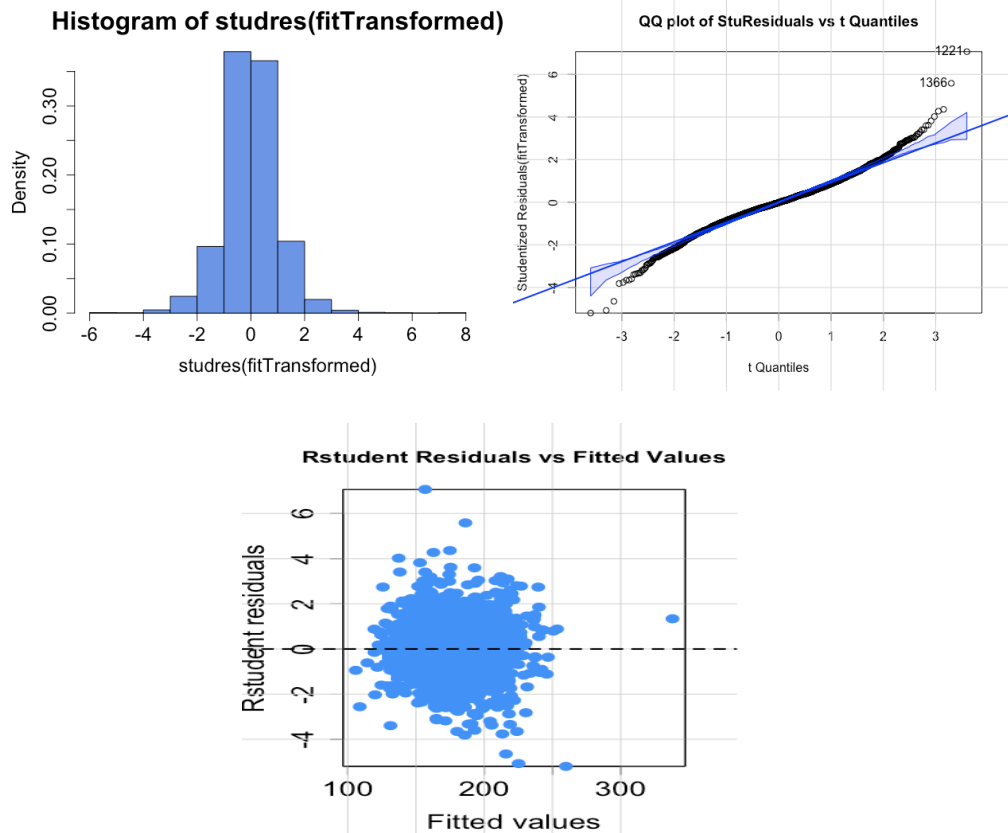 Histogram of studres(fitTransformed)
Density
0.30
0.20
0.10
0.00
-6 -4 -2 0 2 4 6 8
studres(fitTransformed)
QQ plot of StuResiduals vs t Quantiles
Studentized Residuals(fitTransformed)
1221
1366
6
4
2
0
-2
-4
-3 -2 -1 0 1 2 3
t Quantiles
Rstudent Residuals vs Fitted Values
Rstudent residuals
6
4
2
0
-2
-4
100 200 300
Fitted values